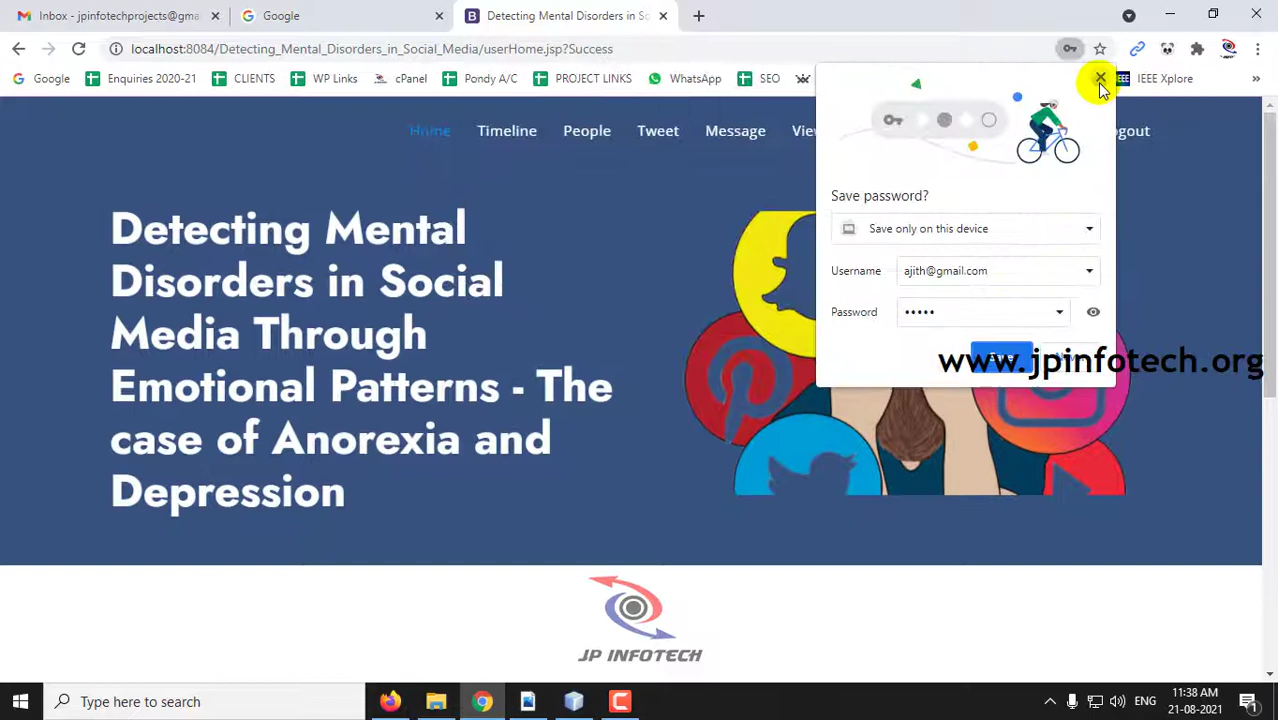 Inbox - jpinfotechprojects@gma
Google
Detecting Mental Disorders in So
localhost:8084/Detecting_Mental_Disorders_in_Social_Media/userHome.jsp?Success
Google
Enquiries 2020-21
CLIENTS
WP Links
cPanel
Pondy A/C
PROJECT LINKS
WhatsApp
SEO
IEEE
IEEE Xplore
Home
Timeline
People
Tweet
Message
Save password?
Save only on this device
Username
ajith@gmail.com
Password
www.jpinfotech.org
Detecting Mental
Disorders in Social
Media Through
Emotional Patterns - The
case of Anorexia and
Depression
JP INFOTECH
Type here to search
ENG
11:38 AM
21-08-2021
1